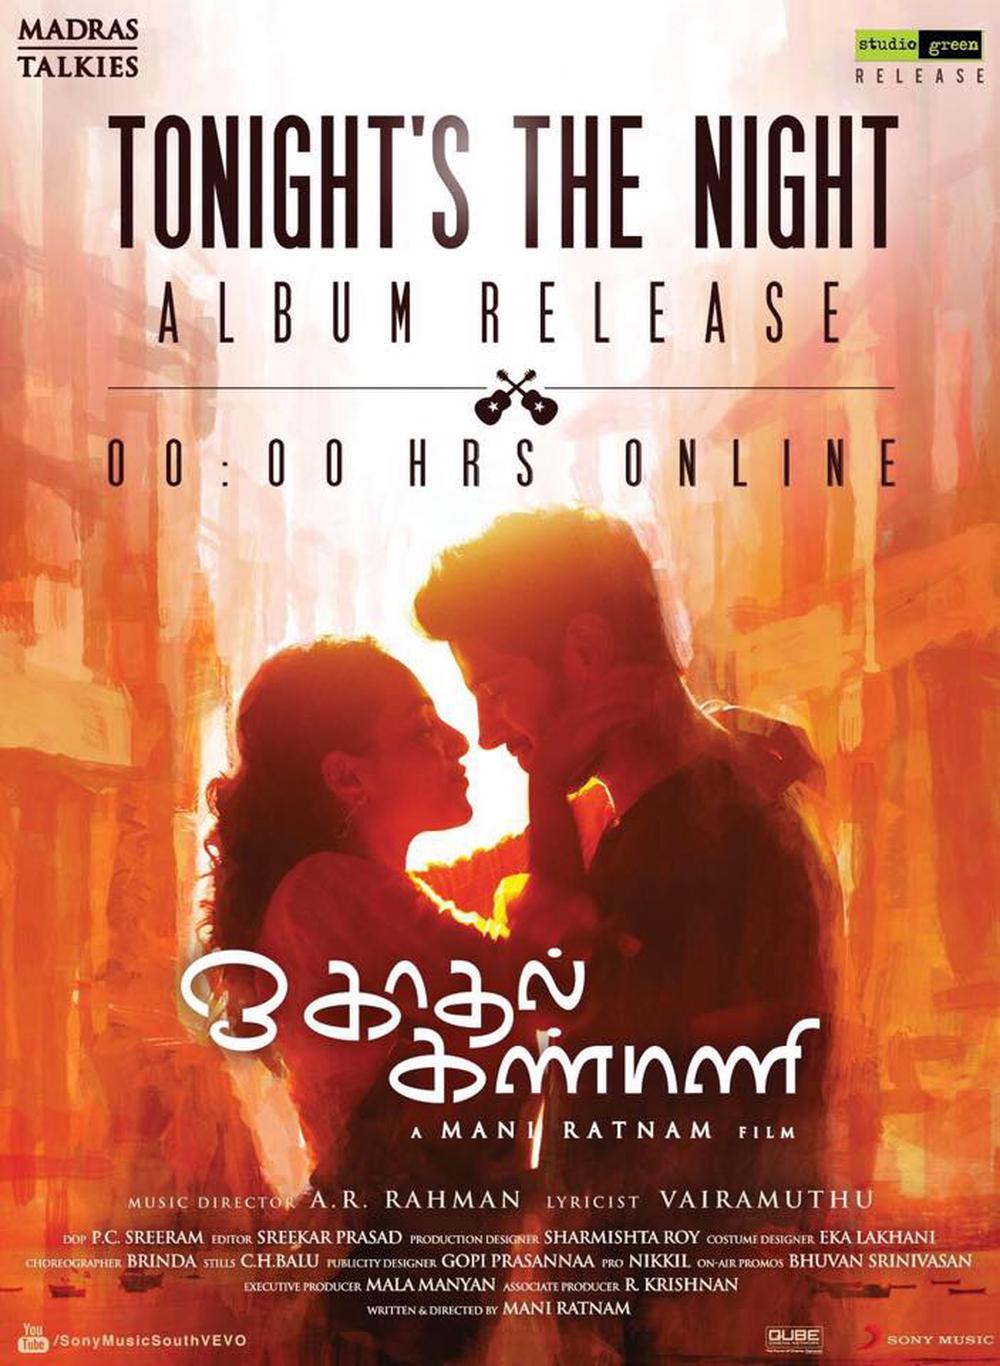 MADRAS
TALKIES
studio green
RELEASE
TONIGHT'S THE NIGHT
ALBUM RELEASE
00:00 HRS ONLINE
ஓ காதல்
கண்மணி
A MANI RATNAM FILM
MUSIC DIRECTOR A.R. RAHMAN LYRICIST VAIRAMUTHU
DOP P.C. SREERAM EDITOR SREEKAR PRASAD PRODUCTION DESIGNER SHARMISHTA ROY COSTUME DESIGNER EKA LAKHANI
CHOREOGRAPHER BRINDA STILLS C.H.BALU PUBLICITY DESIGNER GOPI PRASANNAA PRO NIKKIL ON-AIR PROMOS BHUVAN SRINIVASAN
EXECUTIVE PRODUCER MALA MANYAN ASSOCIATE PRODUCER R. KRISHNAN
WRITTEN & DIRECTED BY MANI RATNAM
You Tube /SonyMusicSouthVEVO
QUBE
SONY MUSIC